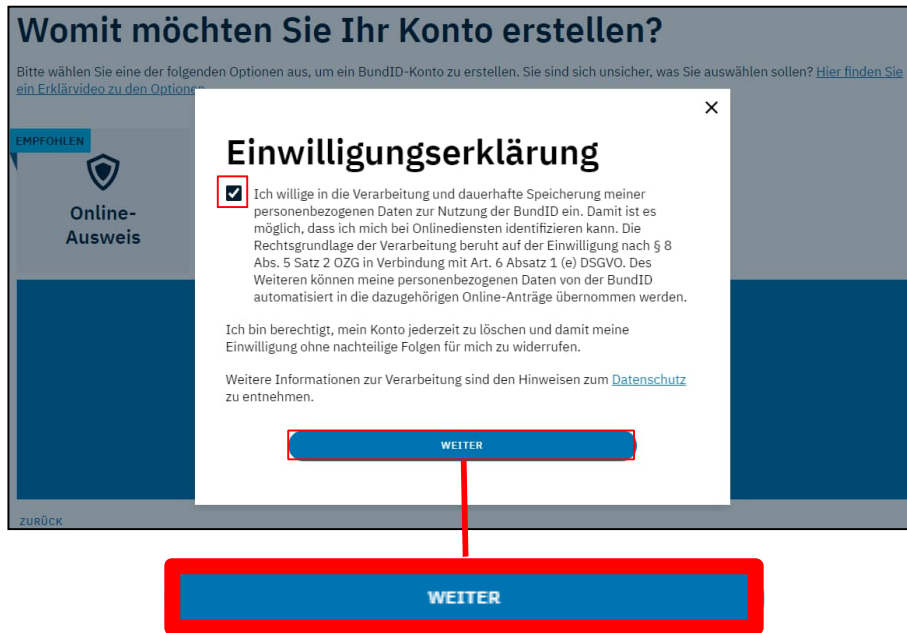 Womit möchten Sie Ihr Konto erstellen?
Bitte wählen Sie eine der folgenden Optionen aus, um ein BundID-Konto zu erstellen. Sie sind sich unsicher, was Sie auswählen sollen? Hier finden Sie
ein Erklärvideo zu den Optionen
EMPFOHLEN
Online-
Ausweis
Einwilligungserklärung
Ich willige in die Verarbeitung und dauerhafte Speicherung meiner
personenbezogenen Daten zur Nutzung der BundID ein. Damit ist es
möglich, dass ich mich bei Onlinediensten identifizieren kann. Die
Rechtsgrundlage der Verarbeitung beruht auf der Einwilligung nach § 8
Abs. 5 Satz 2 OZG in Verbindung mit Art. 6 Absatz 1 (e) DSGVO. Des
Weiteren können meine personenbezogenen Daten von der BundID
automatisiert in die dazugehörigen Online-Anträge übernommen werden.
Ich bin berechtigt, mein Konto jederzeit zu löschen und damit meine
Einwilligung ohne nachteilige Folgen für mich zu widerrufen.
Weitere Informationen zur Verarbeitung sind den Hinweisen zum Datenschutz
zu entnehmen.
WEITER
ZURÜCK
WEITER